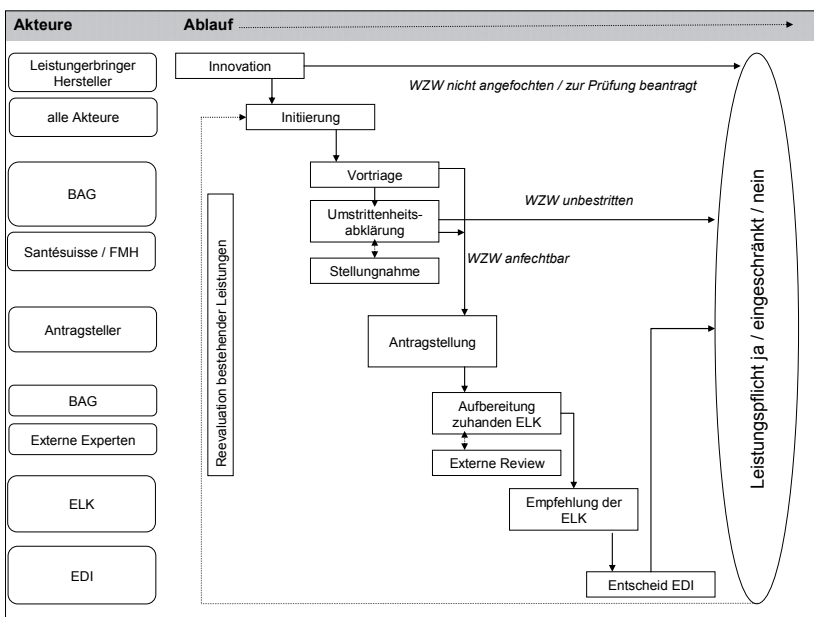 Akteure
Ablauf
Leistungerbringer
Hersteller
Innovation
WZW nicht angefochten / zur Prüfung beantragt
alle Akteure
Initiierung
BAG
Vortriage
Umstrittenheits-
abklärung
WZW unbestritten
Santésuisse / FMH
Stellungnahme
WZW anfechtbar
Reevaluation bestehender Leistungen
Leistungspflicht ja / eingeschränkt / nein
Antragsteller
Antragstellung
BAG
Aufbereitung
zuhanden ELK
Externe Experten
Externe Review
ELK
Empfehlung der
ELK
EDI
Entscheid EDI